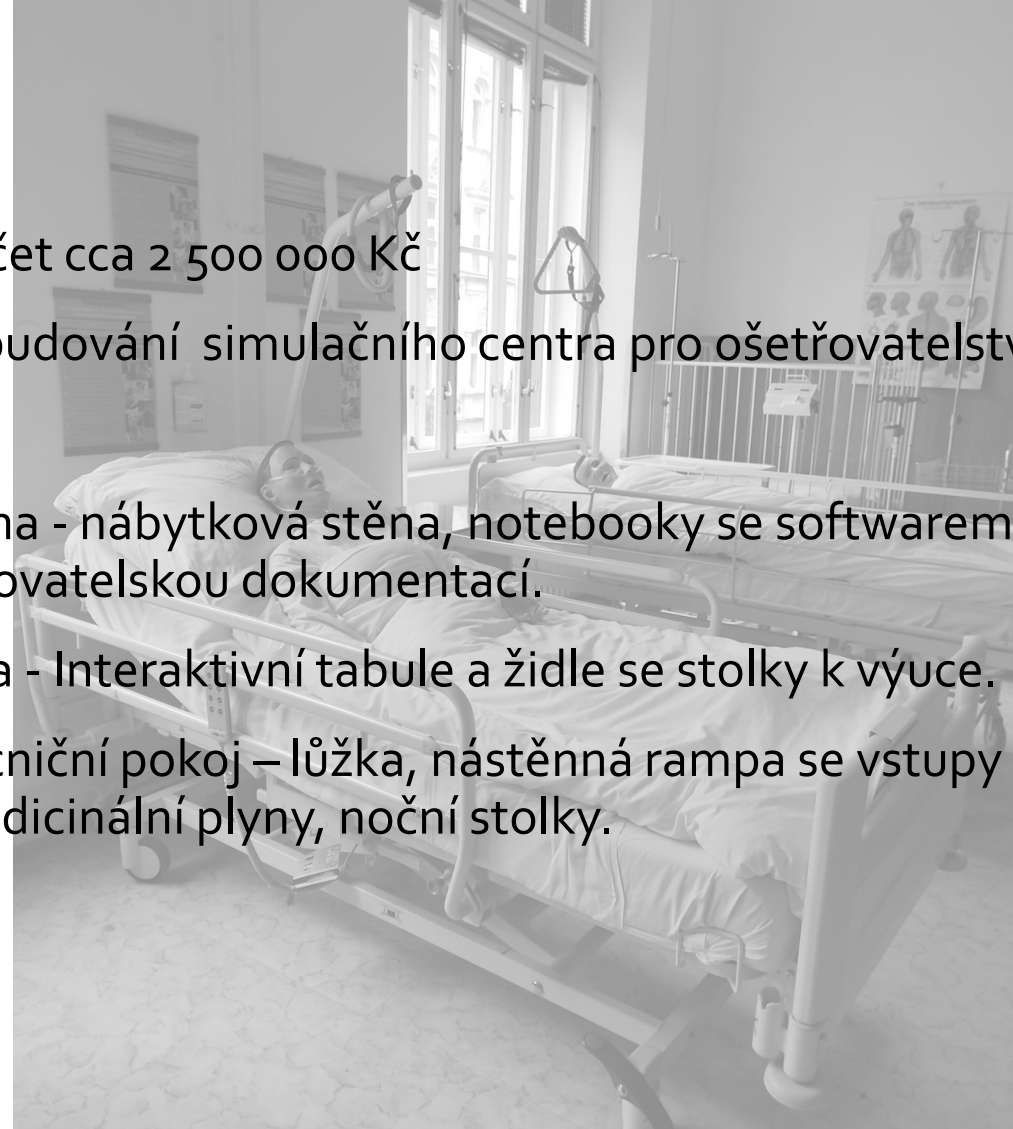 čet cca 2 500 000 Kč
budování  simulačního centra pro ošetřovatelstv
na - nábytková stěna, notebooky se softwarem
ovatelskou dokumentací.
a - Interaktivní tabule a židle se stolky k výuce.
cniční pokoj – lůžka, nástěnná rampa se vstupy
dicinální plyny, noční stolky.